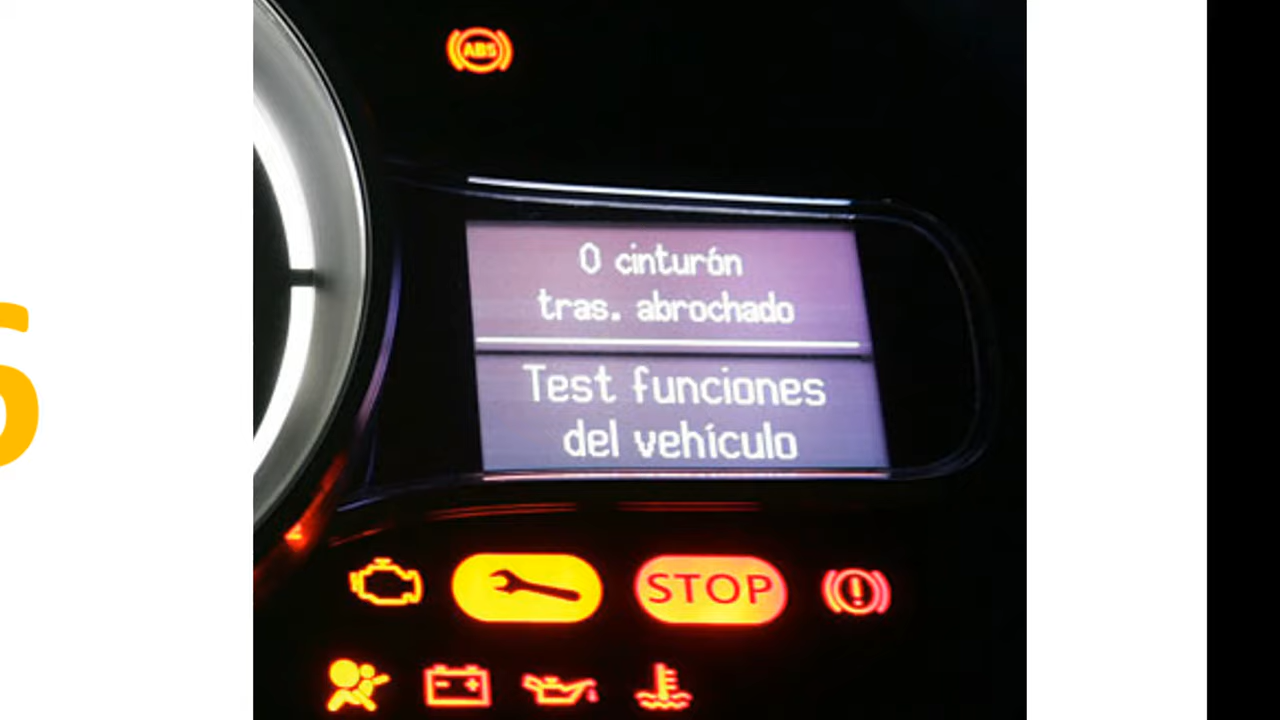 ABS
0 cinturón
tras. abrochado
Test funciones
del vehículo
STOP